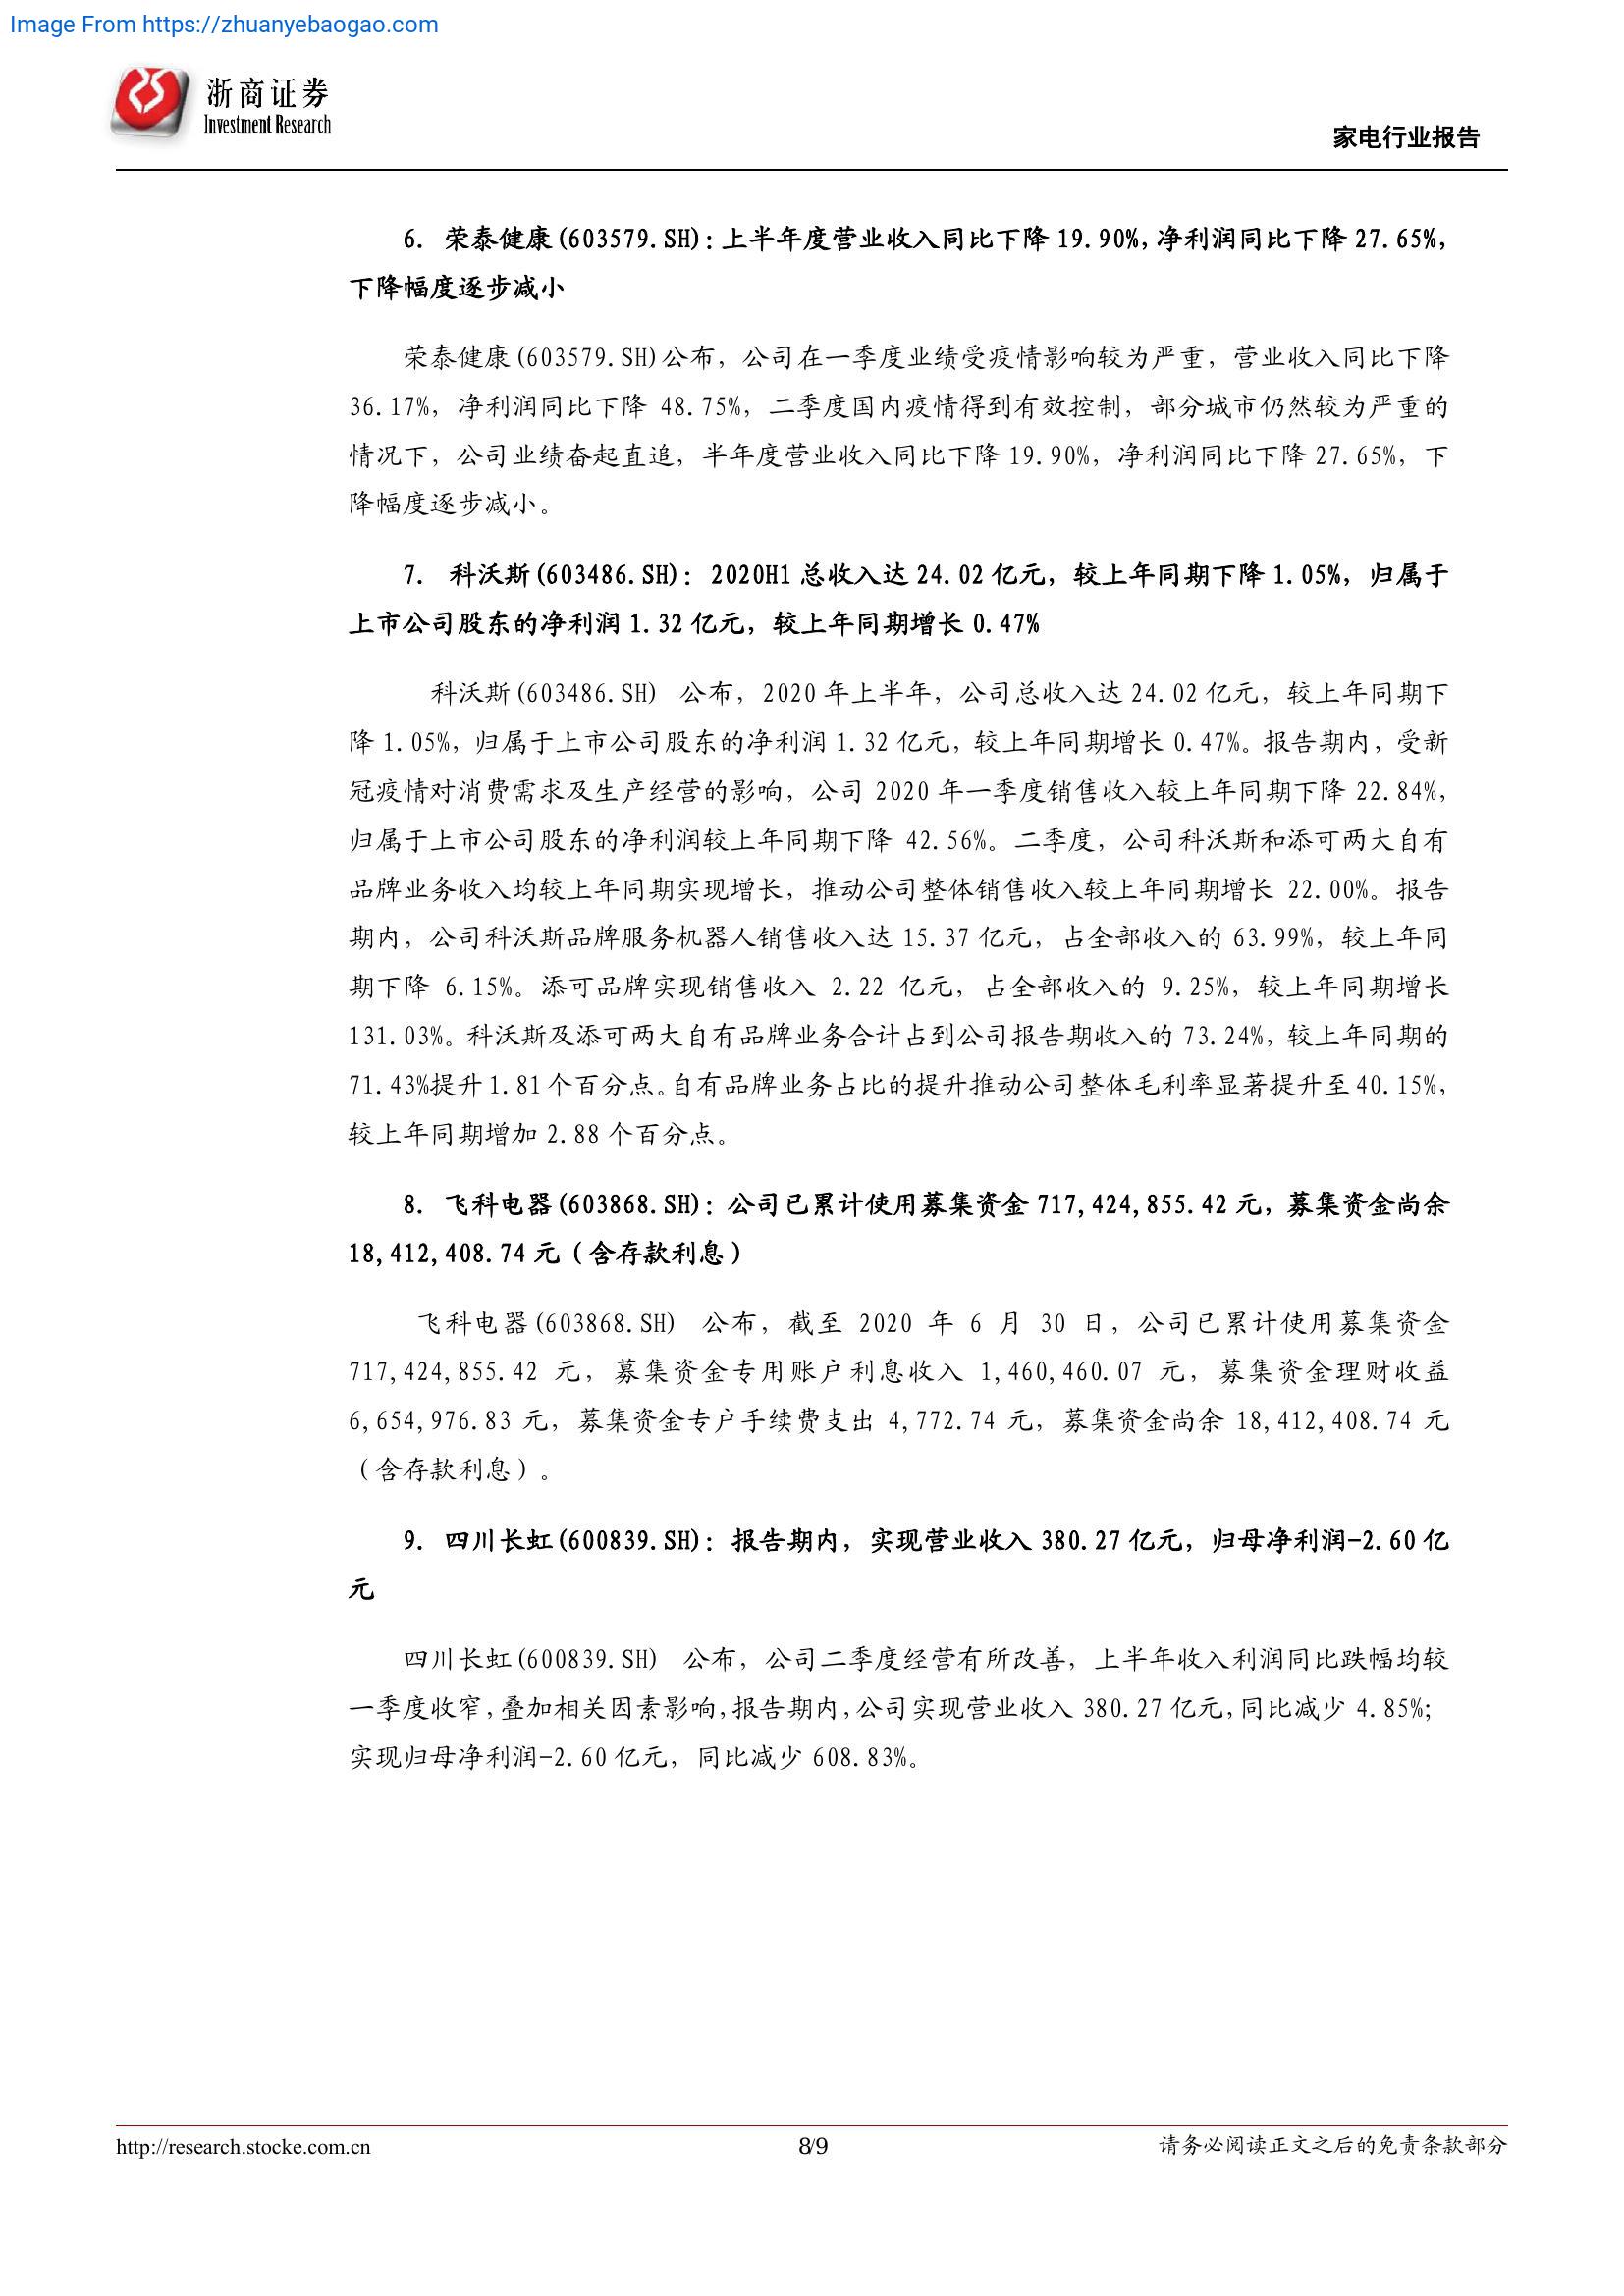 Image From https://zhuanyebaogao.com
浙商证券
Investment Research
家电行业报告
6. 荣泰健康(603579.SH):上半年度营业收入同比下降 19.90%,净利润同比下降 27.65%,
下降幅度逐步减小
荣泰健康(603579.SH)公布，公司在一季度业绩受疫情影响较为严重，营业收入同比下降
36.17%，净利润同比下降 48.75%，二季度国内疫情得到有效控制，部分城市仍然较为严重的
情况下，公司业绩奋起直追，半年度营业收入同比下降 19.90%，净利润同比下降 27.65%，下
降幅度逐步减小。
7. 科沃斯(603486.SH)：2020H1 总收入达 24.02 亿元，较上年同期下降 1.05%，归属于
上市公司股东的净利润 1.32 亿元，较上年同期增长 0.47%
科沃斯(603486.SH) 公布，2020 年上半年，公司总收入达 24.02 亿元，较上年同期下
降 1.05%，归属于上市公司股东的净利润 1.32 亿元，较上年同期增长 0.47%。报告期内，受新
冠疫情对消费需求及生产经营的影响，公司 2020 年一季度销售收入较上年同期下降 22.84%，
归属于上市公司股东的净利润较上年同期下降 42.56%。二季度，公司科沃斯和添可两大自有
品牌业务收入均较上年同期实现增长，推动公司整体销售收入较上年同期增长 22.00%。报告
期内，公司科沃斯品牌服务机器人销售收入达 15.37 亿元，占全部收入的 63.99%，较上年同
期下降 6.15%。添可品牌实现销售收入 2.22 亿元，占全部收入的 9.25%，较上年同期增长
131.03%。科沃斯及添可两大自有品牌业务合计占到公司报告期收入的 73.24%，较上年同期的
71.43%提升 1.81 个百分点。自有品牌业务占比的提升推动公司整体毛利率显著提升至 40.15%，
较上年同期增加 2.88 个百分点。
8. 飞科电器(603868.SH)：公司已累计使用募集资金 717,424,855.42 元，募集资金尚余
18,412,408.74 元（含存款利息）
飞科电器(603868.SH) 公布，截至 2020 年 6 月 30 日，公司已累计使用募集资金
717,424,855.42 元，募集资金专用账户利息收入 1,460,460.07 元，募集资金理财收益
6,654,976.83 元，募集资金专户手续费支出 4,772.74 元，募集资金尚余 18,412,408.74 元
（含存款利息）。
9. 四川长虹(600839.SH)：报告期内，实现营业收入 380.27 亿元，归母净利润-2.60 亿
元
四川长虹(600839.SH) 公布，公司二季度经营有所改善，上半年收入利润同比跌幅均较
一季度收窄，叠加相关因素影响，报告期内，公司实现营业收入 380.27 亿元，同比减少 4.85%；
实现归母净利润-2.60 亿元，同比减少 608.83%。
http://research.stocke.com.cn
8/9
请务必阅读正文之后的免责条款部分